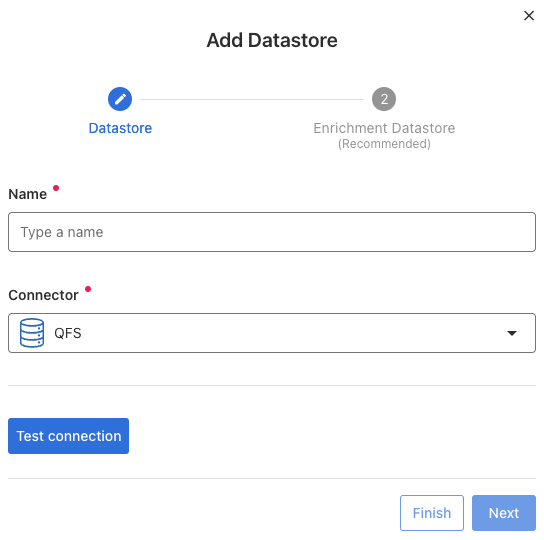 Add Datastore
2
Datastore
Enrichment Datastore
(Recommended)
Name
Type a name
Connector
QFS
Test connection
Finish
Next